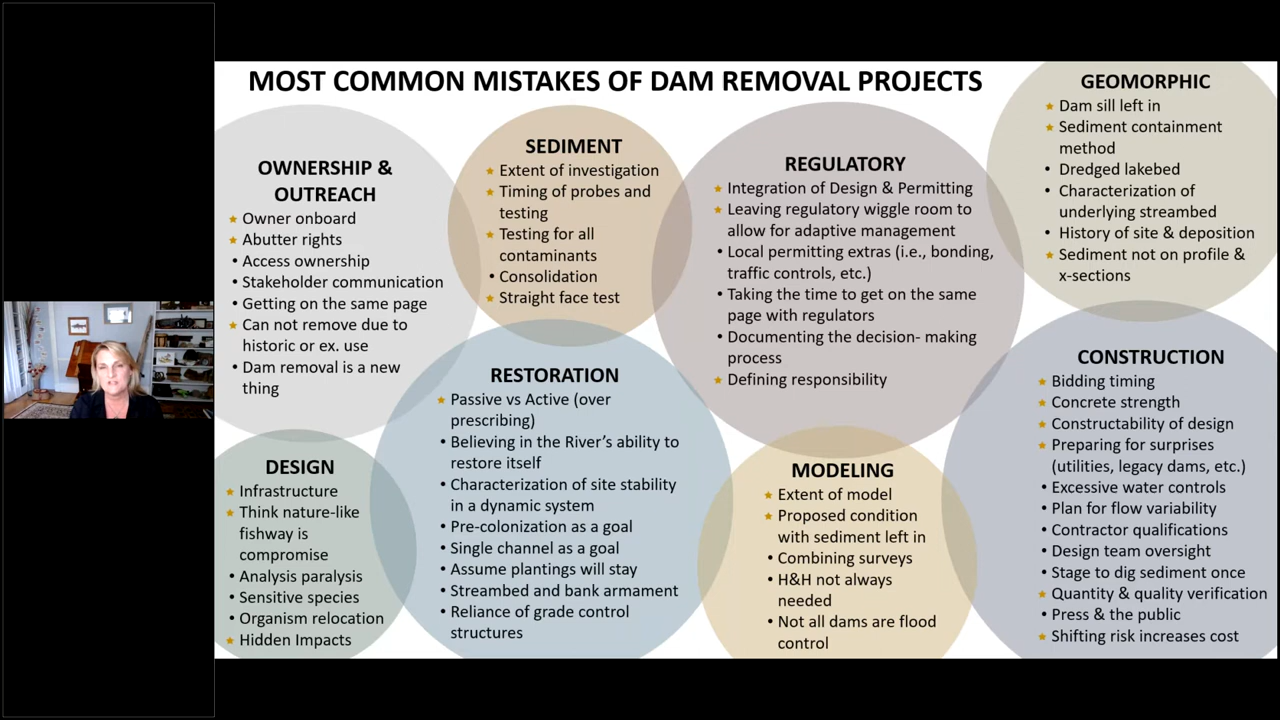 MOST COMMON MISTAKES OF DAM REMOVAL PROJECTS
OWNERSHIP &
OUTREACH
Owner onboard
Abutter rights
• Access ownership
• Stakeholder communication
• Getting on the same page
Can not remove due to
historic or ex. use
• Dam removal is a new
thing
SEDIMENT
Extent of investigation
Timing of probes and
testing
Testing for all
contaminants
• Consolidation
Straight face test
REGULATORY
Integration of Design & Permitting
Leaving regulatory wiggle room to
allow for adaptive management
• Local permitting extras (i.e., bonding,
traffic controls, etc.)
• Taking the time to get on the same
page with regulators
• Documenting the decision- making
process
Defining responsibility
GEOMORPHIC
Dam sill left in
Sediment containment
method
• Dredged lakebed
• Characterization of
underlying streambed
• History of site & deposition
Sediment not on profile &
x-sections
DESIGN
Infrastructure
Think nature-like
fishway is
compromise
• Analysis paralysis
• Sensitive species
• Organism relocation
Hidden Impacts
RESTORATION
Passive vs Active (over
prescribing)
• Believing in the River's ability to
restore itself
• Characterization of site stability
in a dynamic system
• Pre-colonization as a goal
• Single channel as a goal
• Assume plantings will stay
• Streambed and bank armament
• Reliance of grade control
structures
MODELING
Extent of model
Proposed condition
with sediment left in
• Combining surveys
• H&H not always
needed
• Not all dams are flood
control
CONSTRUCTION
Bidding timing
Concrete strength
Constructability of design
Preparing for surprises
(utilities, legacy dams, etc.)
• Excessive water controls
• Plan for flow variability
• Contractor qualifications
• Design team oversight
• Stage to dig sediment once
Quantity & quality verification
• Press & the public
Shifting risk increases cost